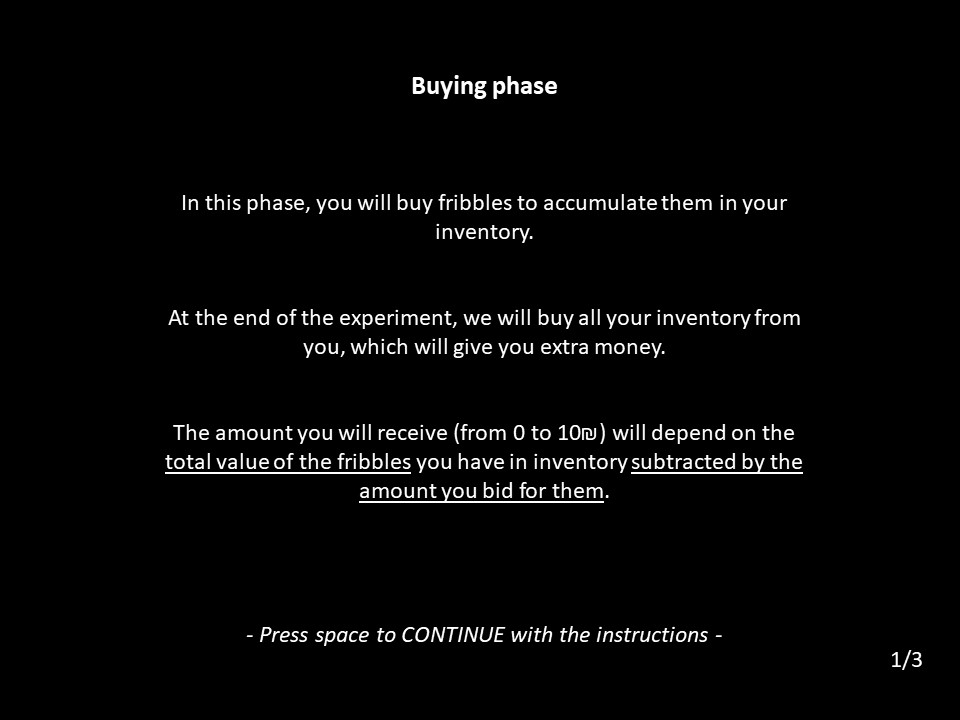 Buying phase
In this phase, you will buy fribbles to accumulate them in your
inventory.
At the end of the experiment, we will buy all your inventory from
you, which will give you extra money.
The amount you will receive (from 0 to 10₪) will depend on the
total value of the fribbles you have in inventory subtracted by the
amount you bid for them.
- Press space to CONTINUE with the instructions -
1/3